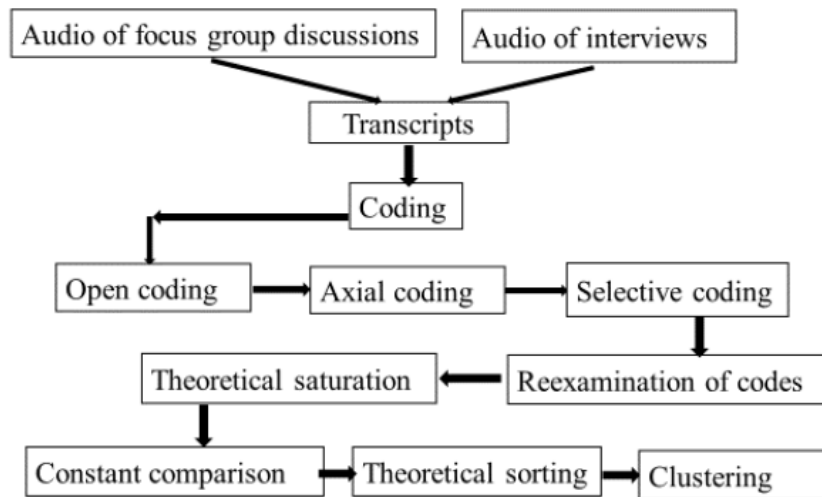 Audio of focus group discussions
Audio of interviews
Transcripts
Coding
Open coding
Axial coding
Selective coding
Theoretical saturation
Reexamination of codes
Constant comparison
Theoretical sorting
Clustering